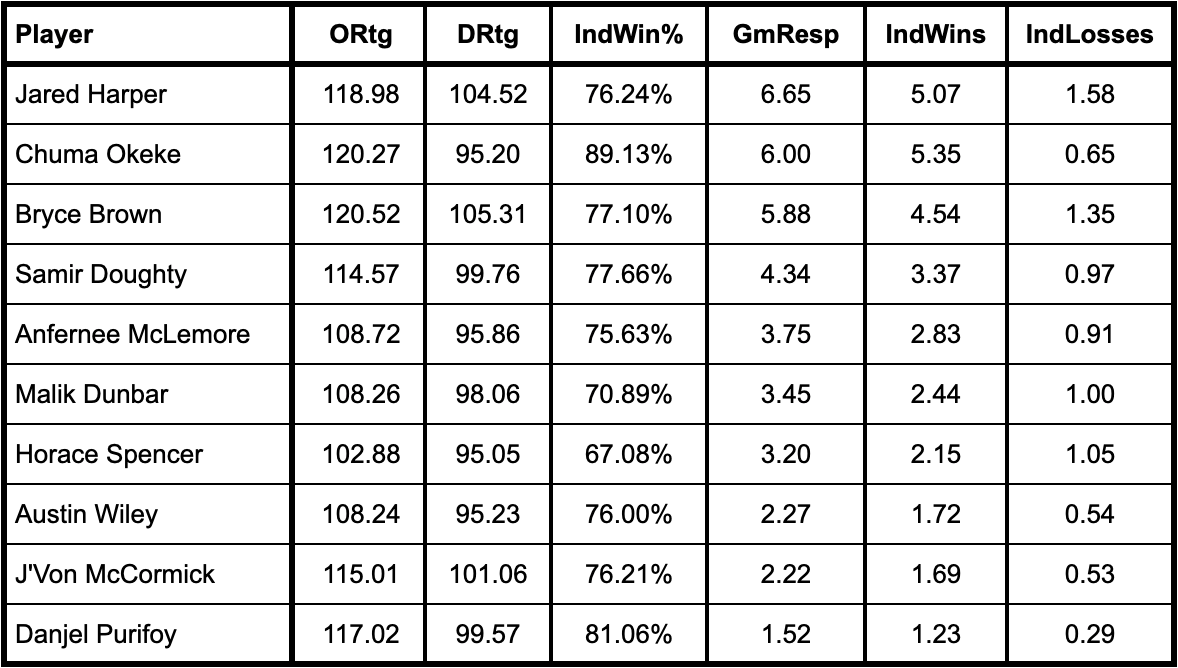 Player ORtg DRtg IndWin% GmResp IndWins IndLosses
Jared Harper 118.98 104.52 76.24% 6.65 5.07 1.58
Chuma Okeke 120.27 95.20 89.13% 6.00 5.35 0.65
Bryce Brown 120.52 105.31 77.10% 5.88 4.54 1.35
Samir Doughty 114.57 99.76 77.66% 4.34 3.37 0.97
Anfernee McLemore 108.72 95.86 75.63% 3.75 2.83 0.91
Malik Dunbar 108.26 98.06 70.89% 3.45 2.44 1.00
Horace Spencer 102.88 95.05 67.08% 3.20 2.15 1.05
Austin Wiley 108.24 95.23 76.00% 2.27 1.72 0.54
J'Von McCormick 115.01 101.06 76.21% 2.22 1.69 0.53
Danjel Purifoy 117.02 99.57 81.06% 1.52 1.23 0.29